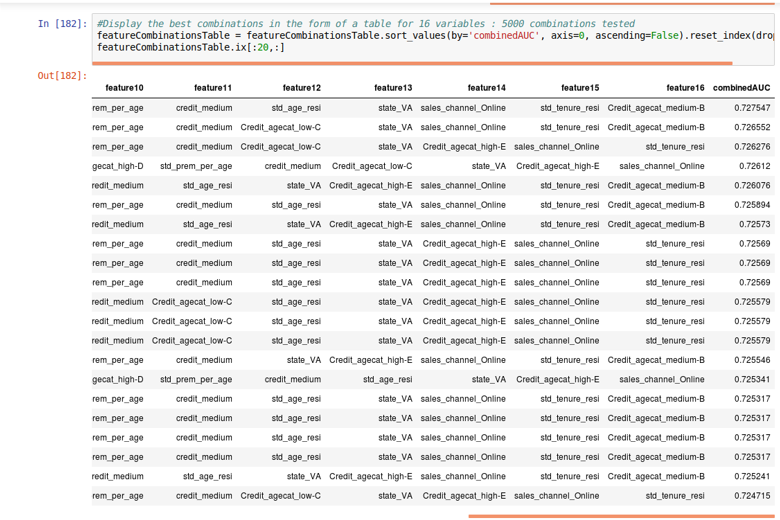 In [182]: #Display the best combinations in the form of a table for 16 variables : 5000 combinations tested
featureCombinationsTable = featureCombinationsTable.sort_values(by='combinedAUC', axis=0, ascending=False).reset_index(drop
featureCombinationsTable.ix[:20,:]
Out[182]:
feature10 feature11 feature12 feature13 feature14 feature15 feature16 combinedAUC
rem_per_age credit_medium std_age_resi state_VA sales_channel_Online std_tenure_resi Credit_agecat_medium-B 0.727547
rem_per_age credit_medium Credit_agecat_low-C state_VA sales_channel_Online std_tenure_resi Credit_agecat_medium-B 0.726552
rem_per_age credit_medium Credit_agecat_low-C state_VA Credit_agecat_high-E sales_channel_Online std_tenure_resi 0.726276
gecat_high-D std_prem_per_age credit_medium Credit_agecat_low-C state_VA Credit_agecat_high-E sales_channel_Online 0.72612
redit_medium std_age_resi state_VA Credit_agecat_high-E sales_channel_Online std_tenure_resi Credit_agecat_medium-B 0.726076
rem_per_age credit_medium std_age_resi state_VA sales_channel_Online std_tenure_resi Credit_agecat_medium-B 0.725894
redit_medium std_age_resi state_VA Credit_agecat_high-E sales_channel_Online std_tenure_resi Credit_agecat_medium-B 0.72573
rem_per_age credit_medium std_age_resi state_VA Credit_agecat_high-E sales_channel_Online std_tenure_resi 0.72569
rem_per_age credit_medium std_age_resi state_VA Credit_agecat_high-E sales_channel_Online std_tenure_resi 0.72569
rem_per_age credit_medium std_age_resi state_VA Credit_agecat_high-E sales_channel_Online std_tenure_resi 0.72569
redit_medium Credit_agecat_low-C std_age_resi state_VA Credit_agecat_high-E sales_channel_Online std_tenure_resi 0.725579
redit_medium Credit_agecat_low-C std_age_resi state_VA Credit_agecat_high-E sales_channel_Online std_tenure_resi 0.725579
redit_medium Credit_agecat_low-C std_age_resi state_VA Credit_agecat_high-E sales_channel_Online std_tenure_resi 0.725579
rem_per_age credit_medium state_VA Credit_agecat_high-E sales_channel_Online std_tenure_resi Credit_agecat_medium-B 0.725546
gecat_high-D std_prem_per_age credit_medium std_age_resi state_VA Credit_agecat_high-E sales_channel_Online 0.725341
rem_per_age credit_medium std_age_resi state_VA sales_channel_Online std_tenure_resi Credit_agecat_medium-B 0.725317
rem_per_age credit_medium std_age_resi state_VA sales_channel_Online std_tenure_resi Credit_agecat_medium-B 0.725317
rem_per_age credit_medium std_age_resi state_VA sales_channel_Online std_tenure_resi Credit_agecat_medium-B 0.725317
rem_per_age credit_medium std_age_resi state_VA sales_channel_Online std_tenure_resi Credit_agecat_medium-B 0.725317
redit_medium std_age_resi state_VA Credit_agecat_high-E sales_channel_Online std_tenure_resi Credit_agecat_medium-B 0.725241
rem_per_age credit_medium Credit_agecat_low-C state_VA Credit_agecat_high-E sales_channel_Online std_tenure_resi 0.724715